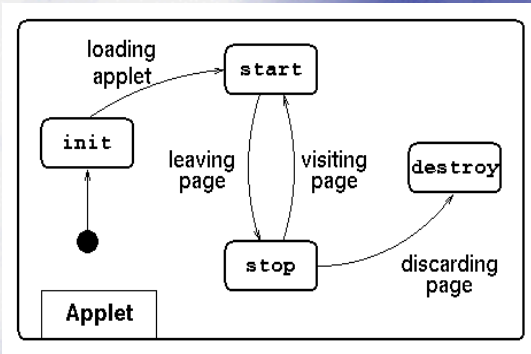 loading
applet
start
init
leaving
page
visiting
page
destroy
stop
discarding
page
Applet